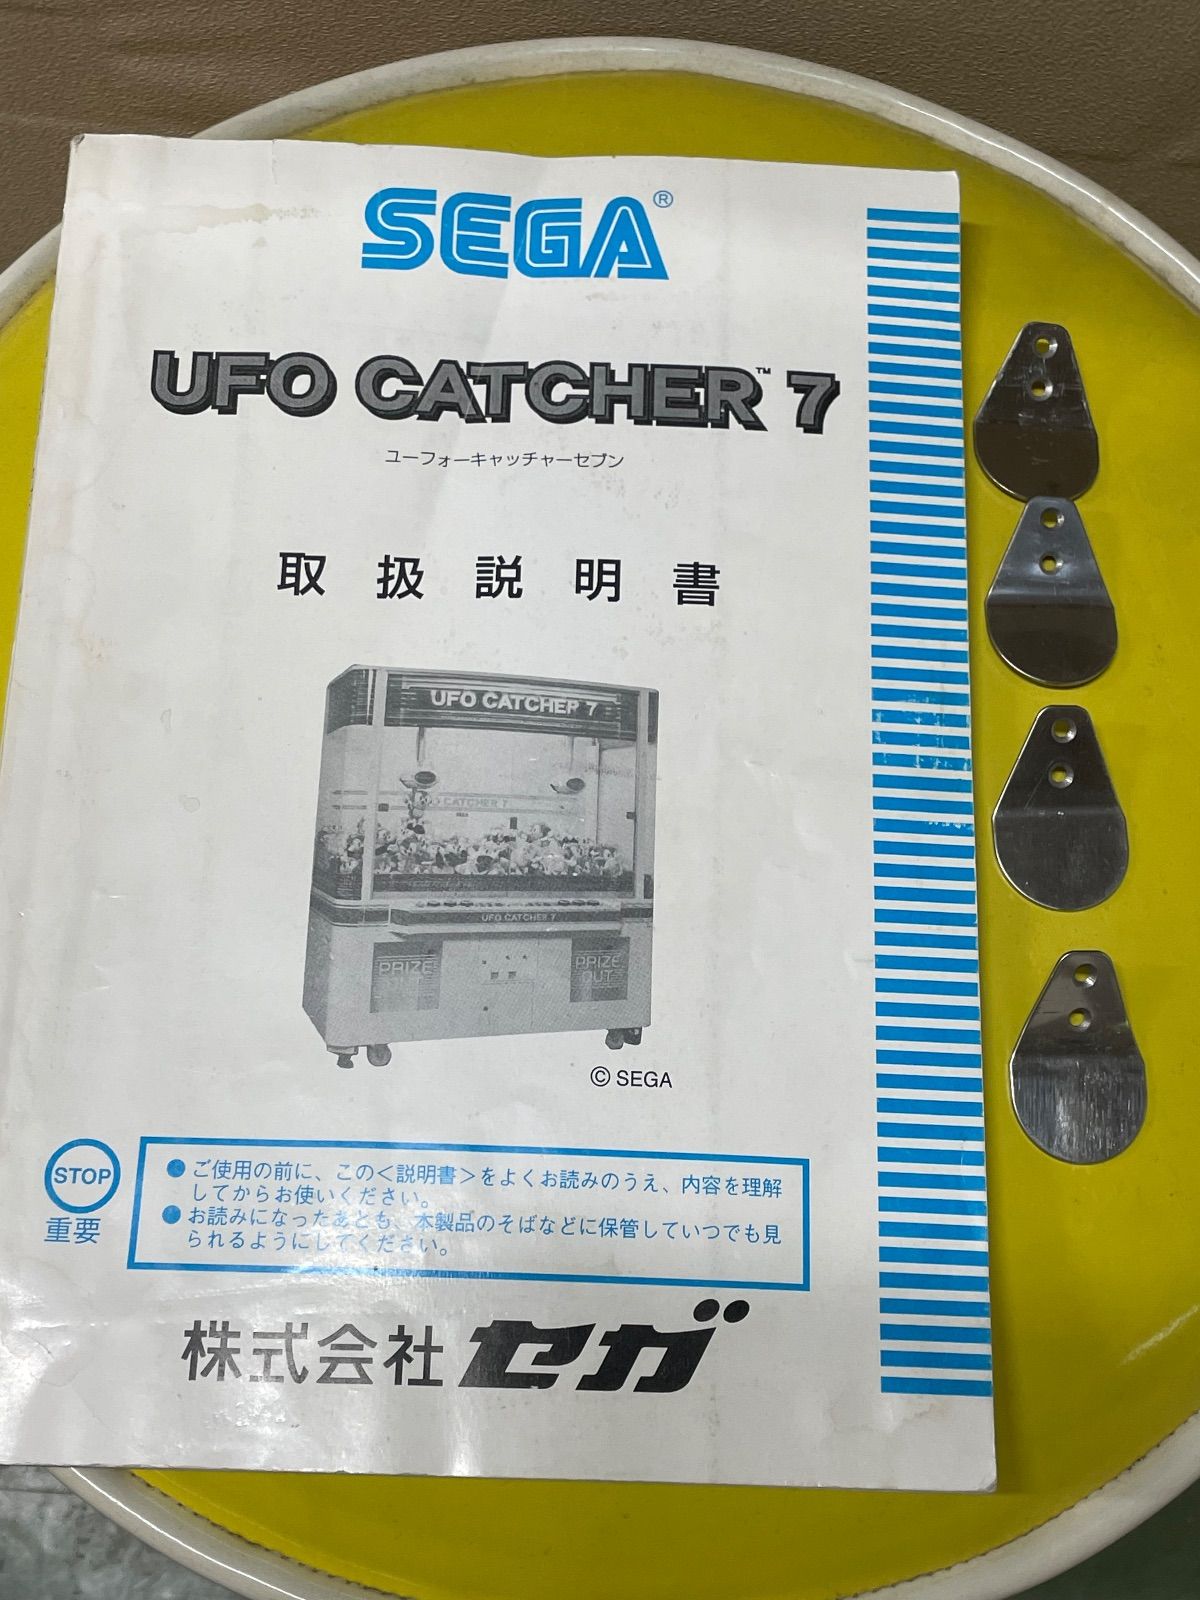 SEGA®
UFO CATCHER™ 7
ユーフォーキャッチャーセブン
取扱説明書
UFO CATCHER 7
CATCHER 7
UFO CATCHER 7
PRIZE
PRIZE
OUT
© SEGA
STOP
重要
●ご使用の前に、この<説明書>をよくお読みのうえ、内容を理解
してからお使いください。
●お読みになったあとも、本製品のそばなどに保管していつでも見
られるようにしてください。
株式会社セガ